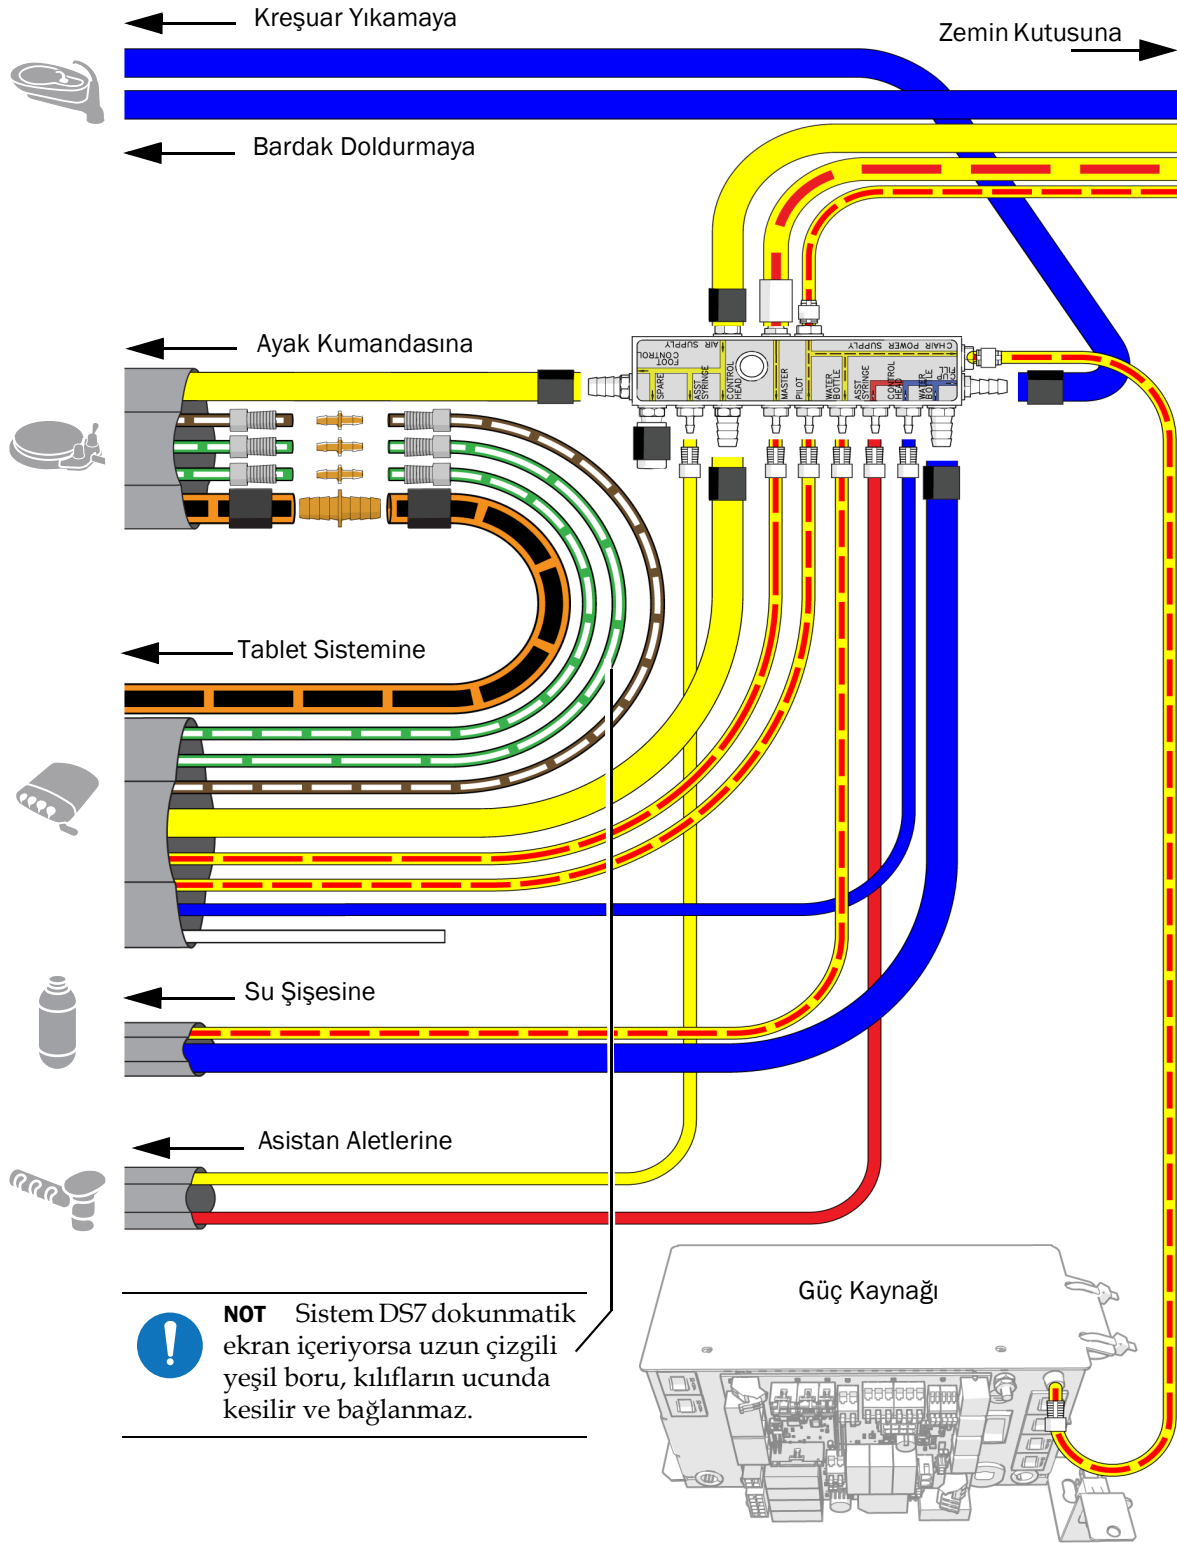 Kreşuar Yıkamaya
Zemin Kutusuna
Bardak Doldurmaya
Ayak Kumandasına
AIR SUPPLY
FOOT
CONTROL
CHAIR POWER SUPPLY
SPARE
ASST
SYRINGE
CONTROL
HEAD
MASTER
PILOT
WATER
BOTTLE
ASST
SYRINGE
CONTROL
HEAD
WATER
BOTTLE
CUP
FILL
Tablet Sistemine
Su Şişesine
Asistan Aletlerine
Güç Kaynağı
NOT Sistem DS7 dokunmatik
ekran içeriyorsa uzun çizgili
yeşil boru, kılıfların ucunda
kesilir ve bağlanmaz.